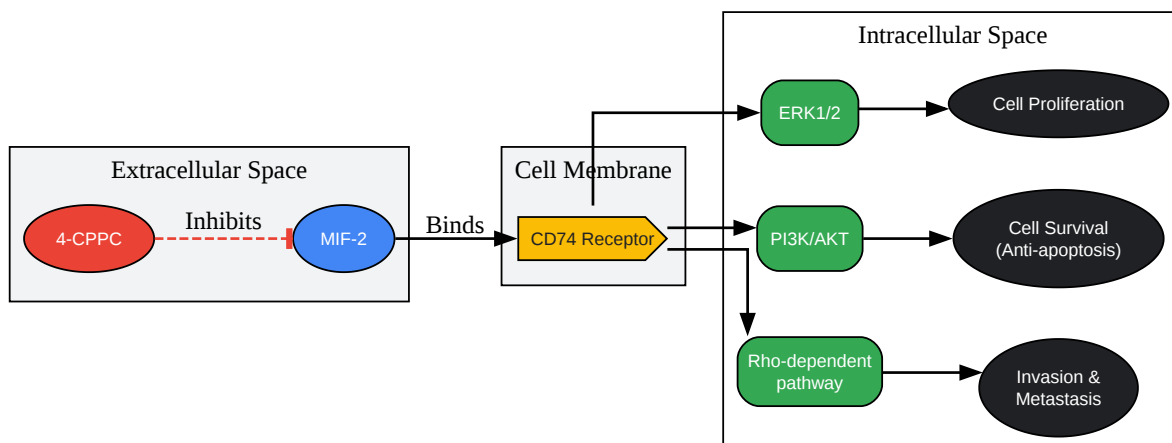 Extracellular Space
4-CPPC
Inhibits
MIF-2
Binds
Cell Membrane
CD74 Receptor
Intracellular Space
ERK1/2
Cell Proliferation
PI3K/AKT
Cell Survival
(Anti-apoptosis)
Rho-dependent
pathway
Invasion &
Metastasis